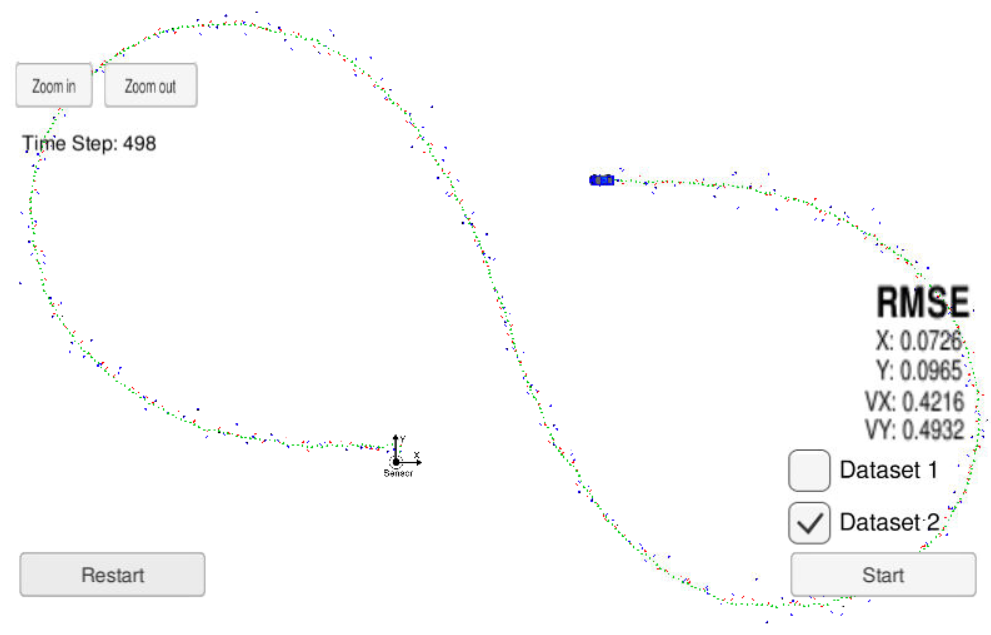 Zoom in
Zoom out
Time Step: 498
RMSE
X: 0.0726
Y: 0.0965
VX: 0.4216
VY: 0.4932
Y
X
Sensor
Dataset 1
Dataset 2
Restart
Start